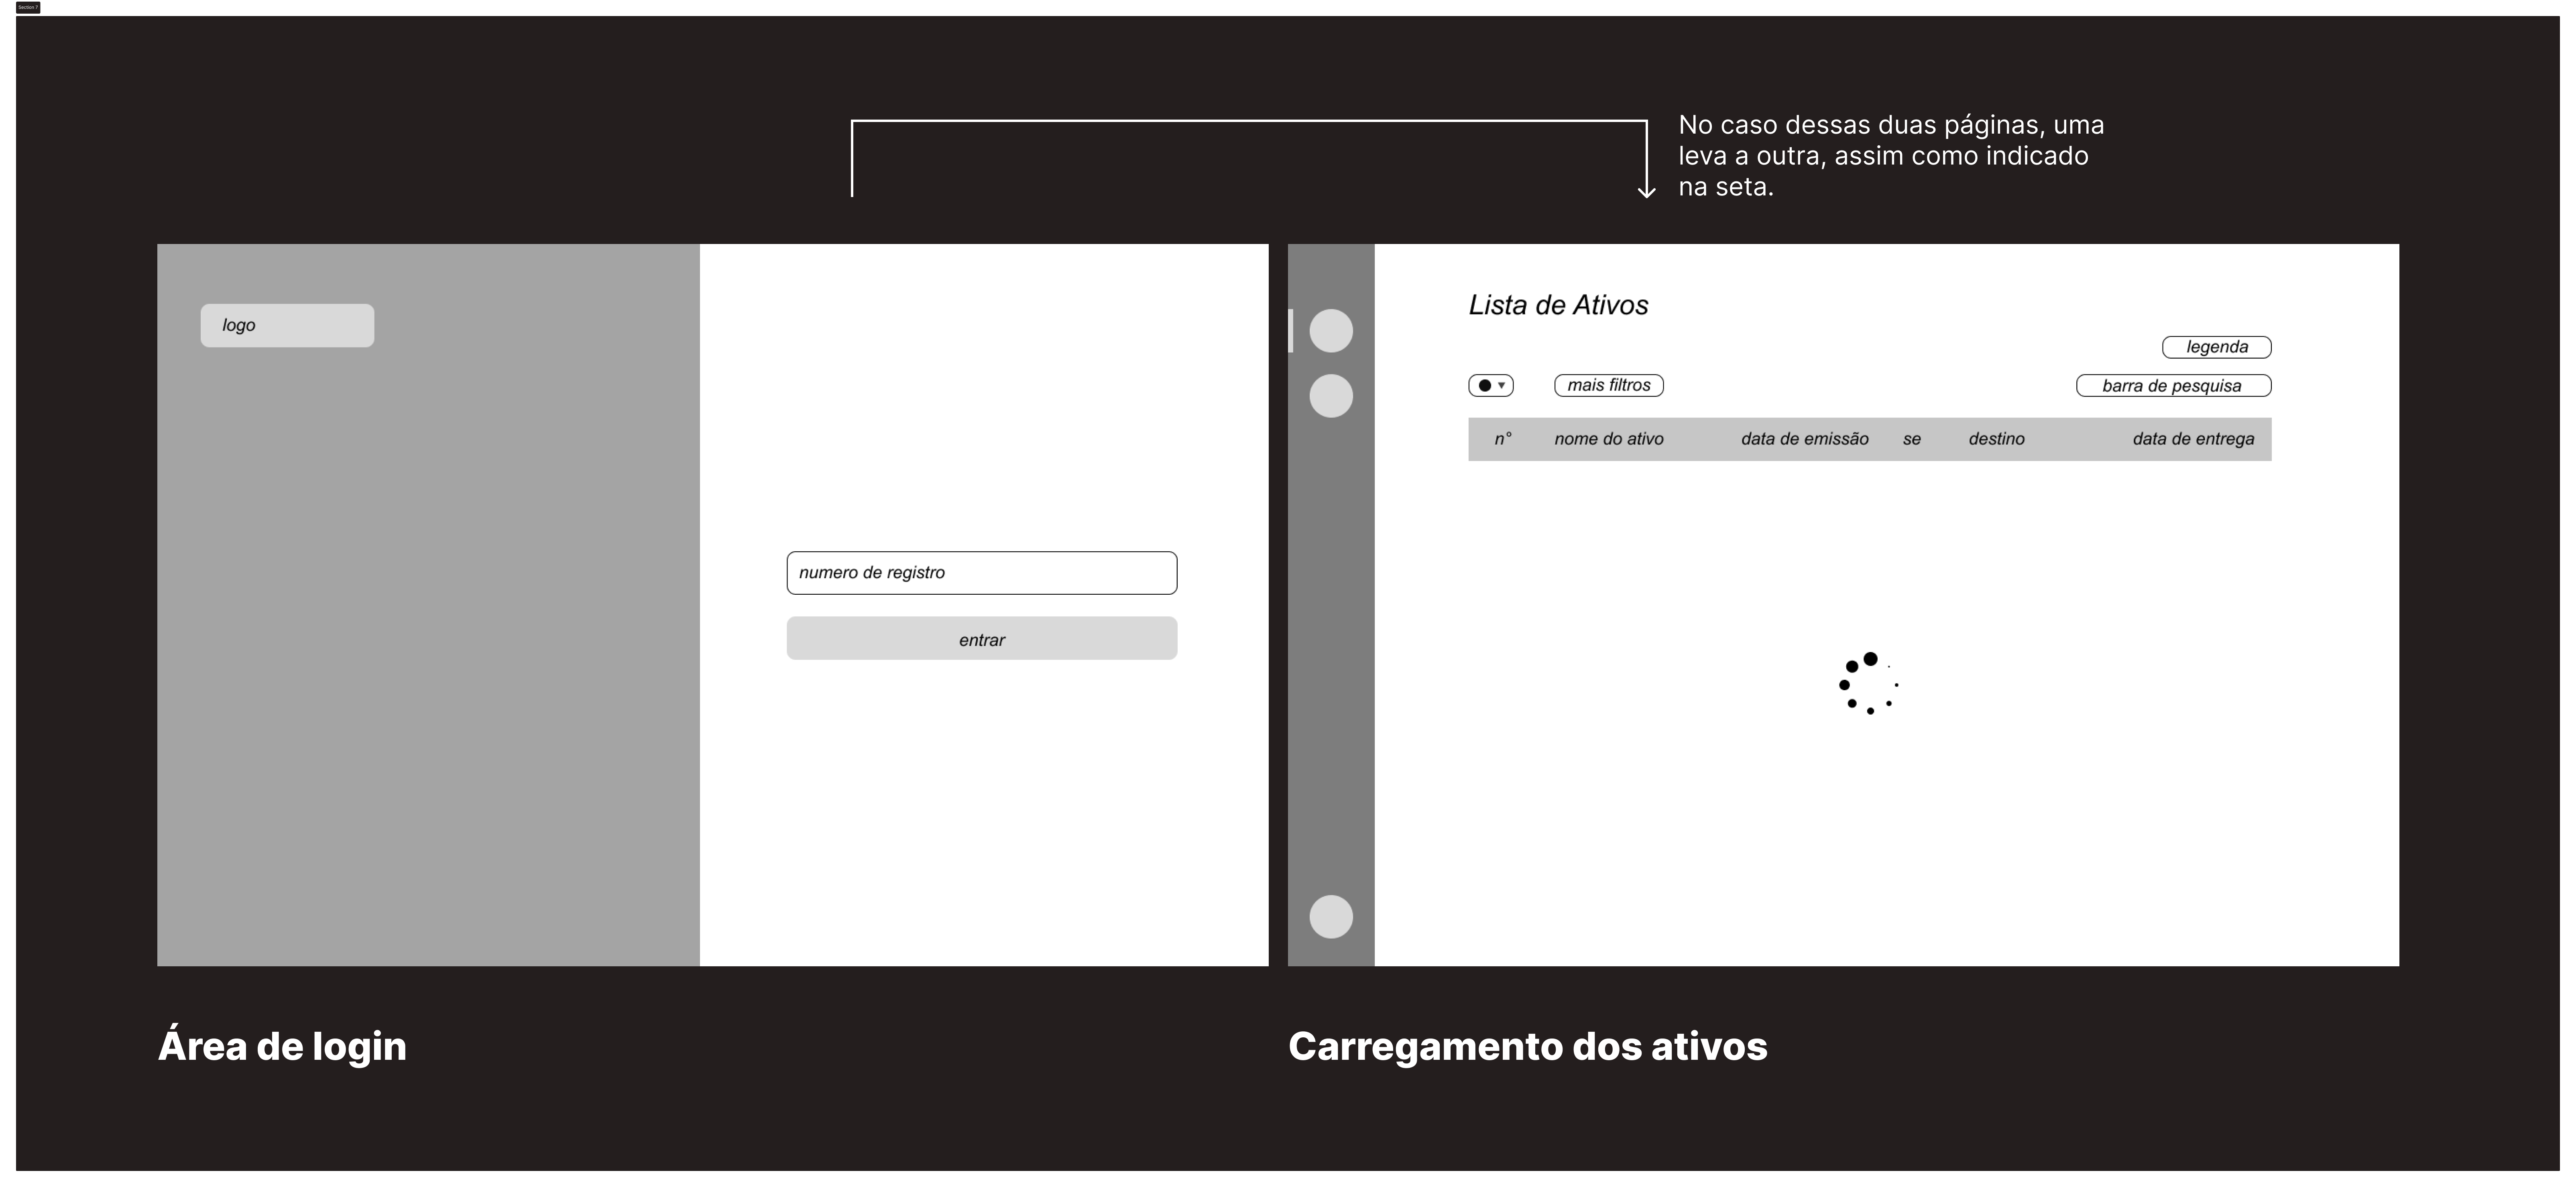 Section 7
No caso dessas duas páginas, uma
leva a outra, assim como indicado
na seta.
logo
numero de registro
entrar
Lista de Ativos
legenda
mais filtros
barra de pesquisa
n° nome do ativo data de emissão se destino data de entrega
Área de login
Carregamento dos ativos